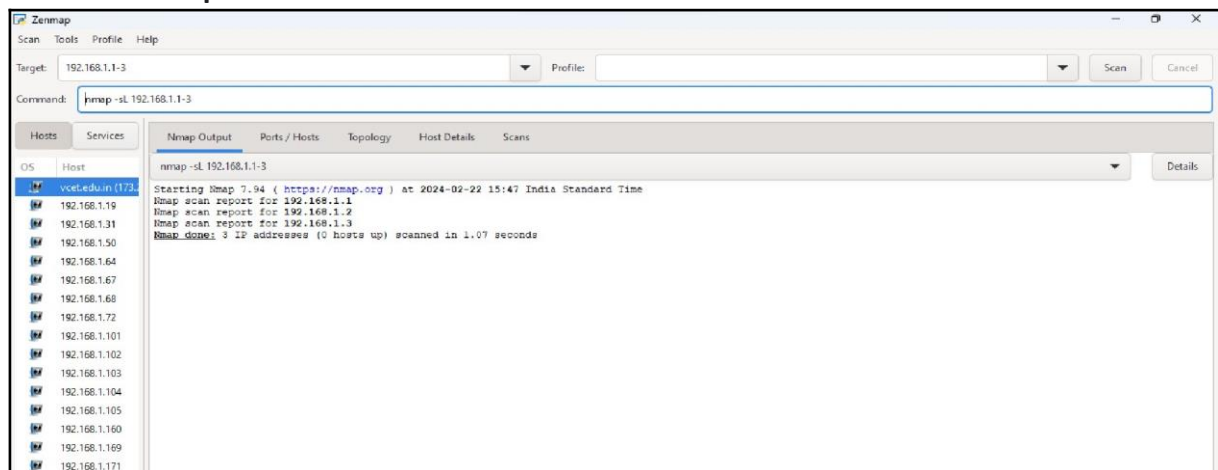 Zenmap
Scan Tools Profile Help
Target: 192.168.1.1-3 Profile: Scan Cancel
Command: nmap -sL 192.168.1.1-3
Hosts Services Nmap Output Ports / Hosts Topology Host Details Scans
OS Host nmap -sL 192.168.1.1-3 Details
vcet.edu.in (173.2
192.168.1.19
192.168.1.31
192.168.1.50
192.168.1.64
192.168.1.67
192.168.1.68
192.168.1.72
192.168.1.101
192.168.1.102
192.168.1.103
192.168.1.104
192.168.1.105
192.168.1.160
192.168.1.169
192.168.1.171
Starting Nmap 7.94 ( https://nmap.org ) at 2024-02-22 15:47 India Standard Time
Nmap scan report for 192.168.1.1
Nmap scan report for 192.168.1.2
Nmap scan report for 192.168.1.3
Nmap done: 3 IP addresses (0 hosts up) scanned in 1.07 seconds